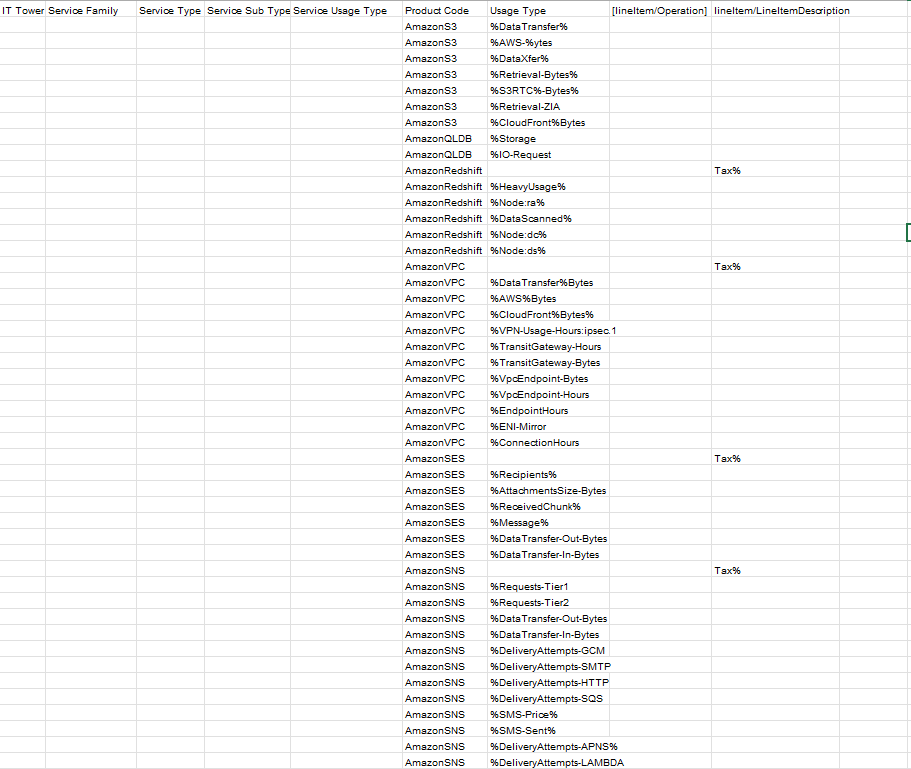 IT Tower Service Family Service Type Service Sub Type Service Usage Type Product Code Usage Type [lineItem/Operation] lineItem/LineItemDescription
AmazonS3 %DataTransfer%
AmazonS3 %AWS-%ytes
AmazonS3 %DataXfer%
AmazonS3 %Retrieval-Bytes%
AmazonS3 %S3RTC%-Bytes%
AmazonS3 %Retrieval-ZIA
AmazonS3 %CloudFront%Bytes
AmazonQLDB %Storage
AmazonQLDB %IO-Request
AmazonRedshift Tax%
AmazonRedshift %HeavyUsage%
AmazonRedshift %Node:ra%
AmazonRedshift %DataScanned%
AmazonRedshift %Node:dc%
AmazonRedshift %Node:ds%
AmazonVPC Tax%
AmazonVPC %DataTransfer%Bytes
AmazonVPC %AWS%Bytes
AmazonVPC %CloudFront%Bytes%
AmazonVPC %VPN-Usage-Hours:ipsec.1
AmazonVPC %TransitGateway-Hours
AmazonVPC %TransitGateway-Bytes
AmazonVPC %VpcEndpoint-Bytes
AmazonVPC %VpcEndpoint-Hours
AmazonVPC %EndpointHours
AmazonVPC %ENI-Mirror
AmazonVPC %ConnectionHours
AmazonSES Tax%
AmazonSES %Recipients%
AmazonSES %AttachmentsSize-Bytes
AmazonSES %ReceivedChunk%
AmazonSES %Message%
AmazonSES %DataTransfer-Out-Bytes
AmazonSES %DataTransfer-In-Bytes
AmazonSNS Tax%
AmazonSNS %Requests-Tier1
AmazonSNS %Requests-Tier2
AmazonSNS %DataTransfer-Out-Bytes
AmazonSNS %DataTransfer-In-Bytes
AmazonSNS %DeliveryAttempts-GCM
AmazonSNS %DeliveryAttempts-SMTP
AmazonSNS %DeliveryAttempts-HTTP
AmazonSNS %DeliveryAttempts-SQS
AmazonSNS %SMS-Price%
AmazonSNS %SMS-Sent%
AmazonSNS %DeliveryAttempts-APNS%
AmazonSNS %DeliveryAttempts-LAMBDA